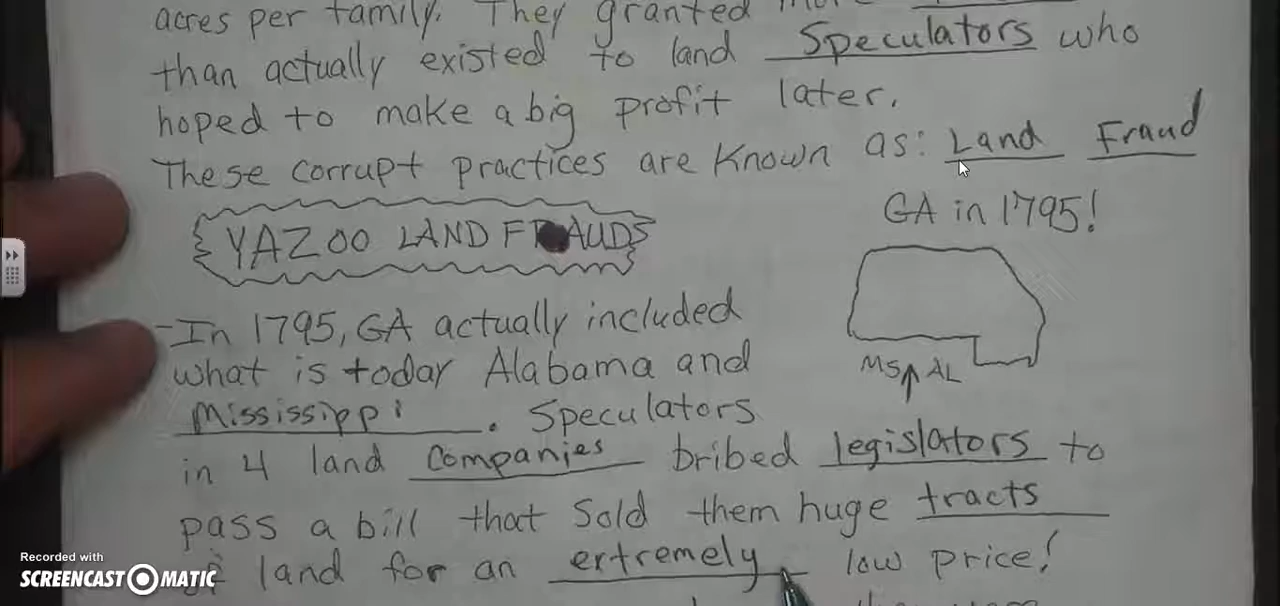 acres per family. They granted more
than actually existed to land Speculators who
hoped to make a big profit later.
These corrupt practices are known as: Land Fraud
YAZOO LAND FRAUDS
GA in 1795!
-In 1795, GA actually included
what is today Alabama and
Mississippi. Speculators
MS AL
in 4 land companies bribed legislators to
pass a bill that sold them huge tracts
of land for an extremely low price!
Recorded with
SCREENCAST MATIC